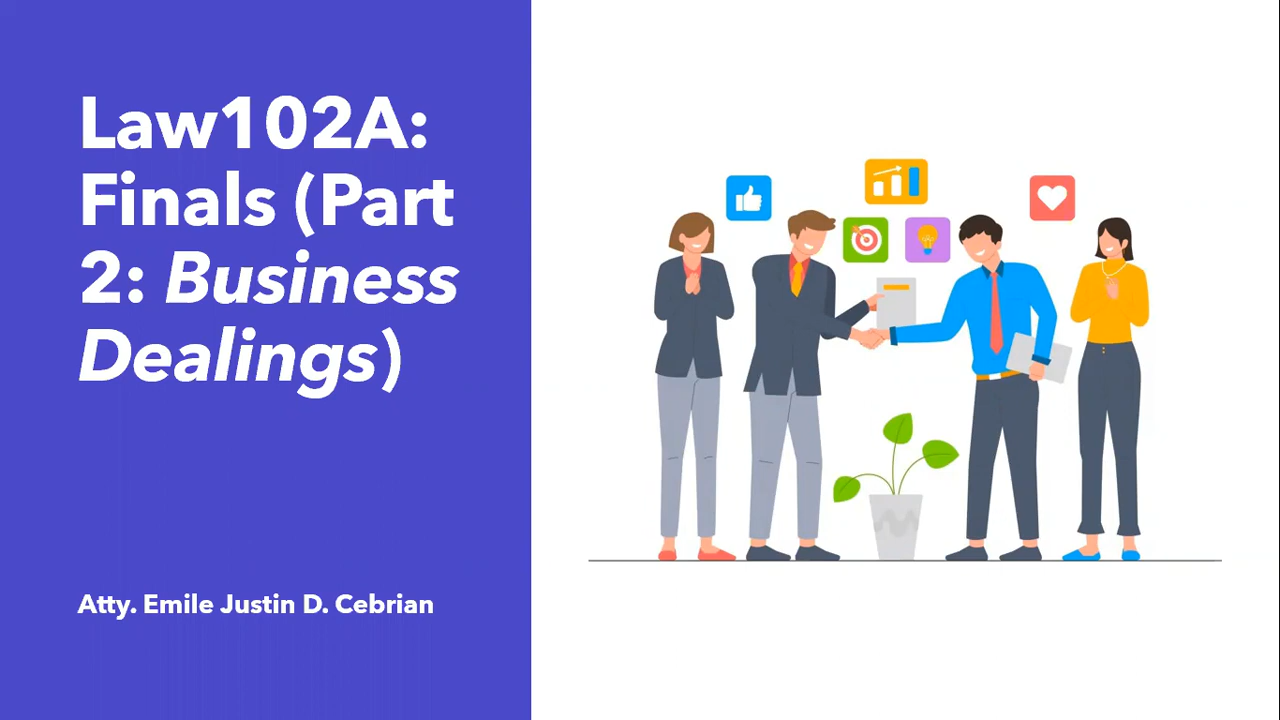 Law102A:
Finals (Part
2: Business
Dealings)
Atty. Emile Justin D. Cebrian